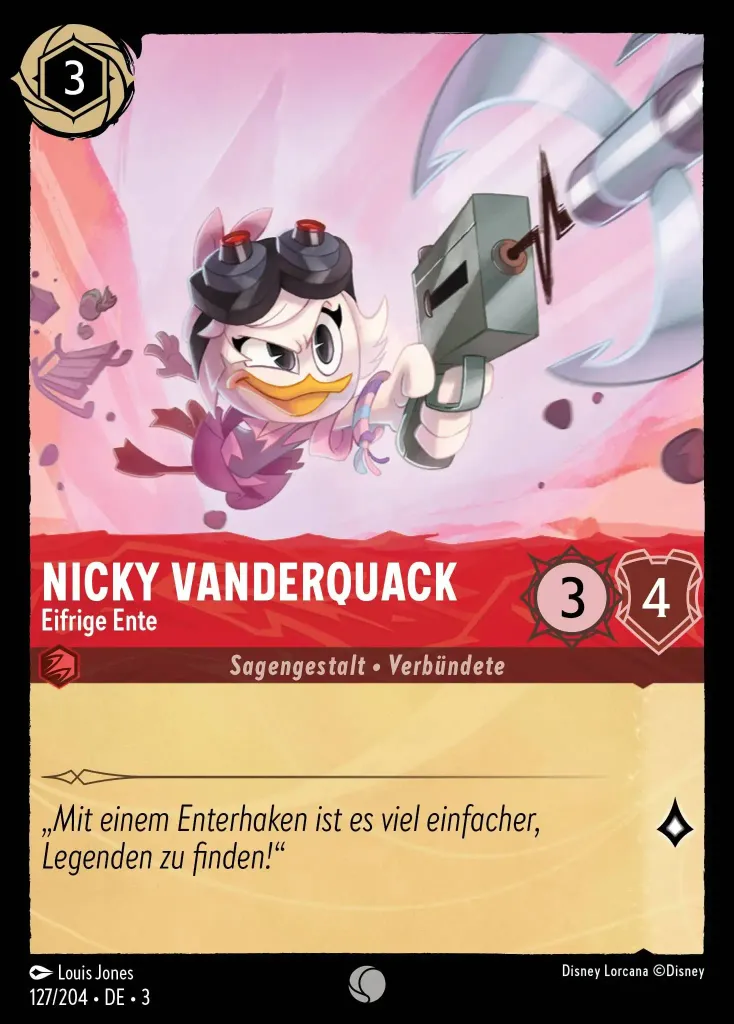 3
NICKY VANDERQUACK
Eifrige Ente
3
4
Sagengestalt • Verbündete
„Mit einem Enterhaken ist es viel einfacher,
Legenden zu finden!“
Louis Jones
Disney Lorcana ©Disney
127/204 • DE • 3